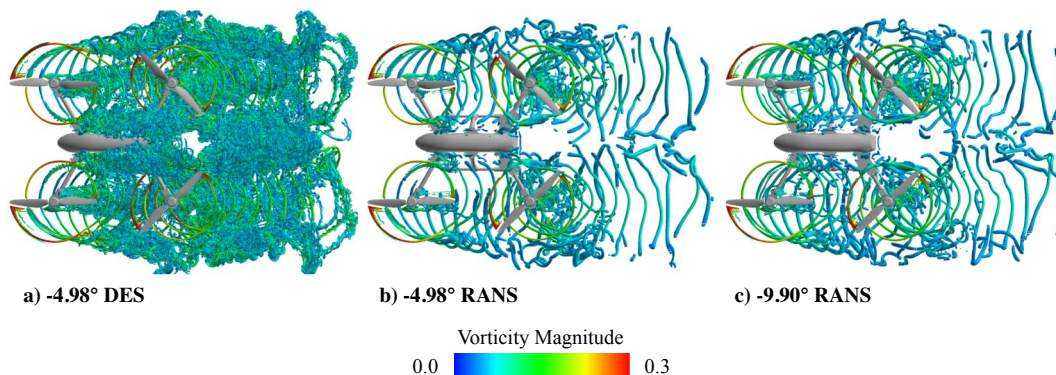 a) -4.98° DES
b) -4.98° RANS
c) -9.90° RANS
Vorticity Magnitude
0.0
0.3